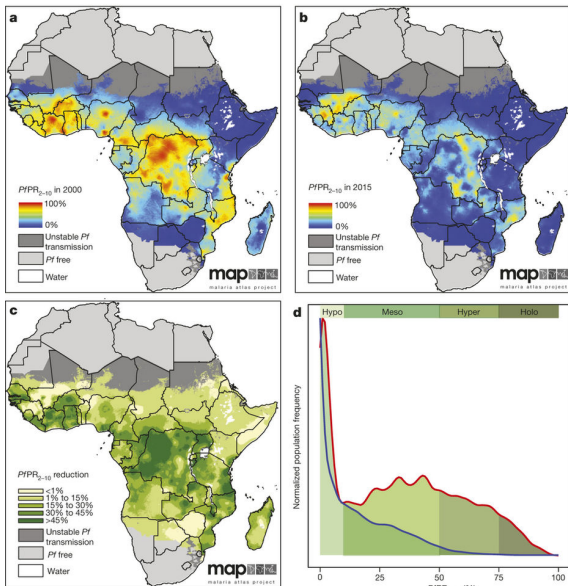 a
PfPR2–10 in 2000
100%
0%
Unstable Pf
transmission
Pf free
Water
map
malaria atlas project
b
PfPR2–10 in 2015
100%
0%
Unstable Pf
transmission
Pf free
Water
map
malaria atlas project
c
PfPR2–10 reduction
<1%
1% to 15%
15% to 30%
30% to 45%
>45%
Unstable Pf
transmission
Pf free
Water
map
malaria atlas project
d
Hypo Meso Hyper Holo
Normalized population frequency
0 25 50 75 100